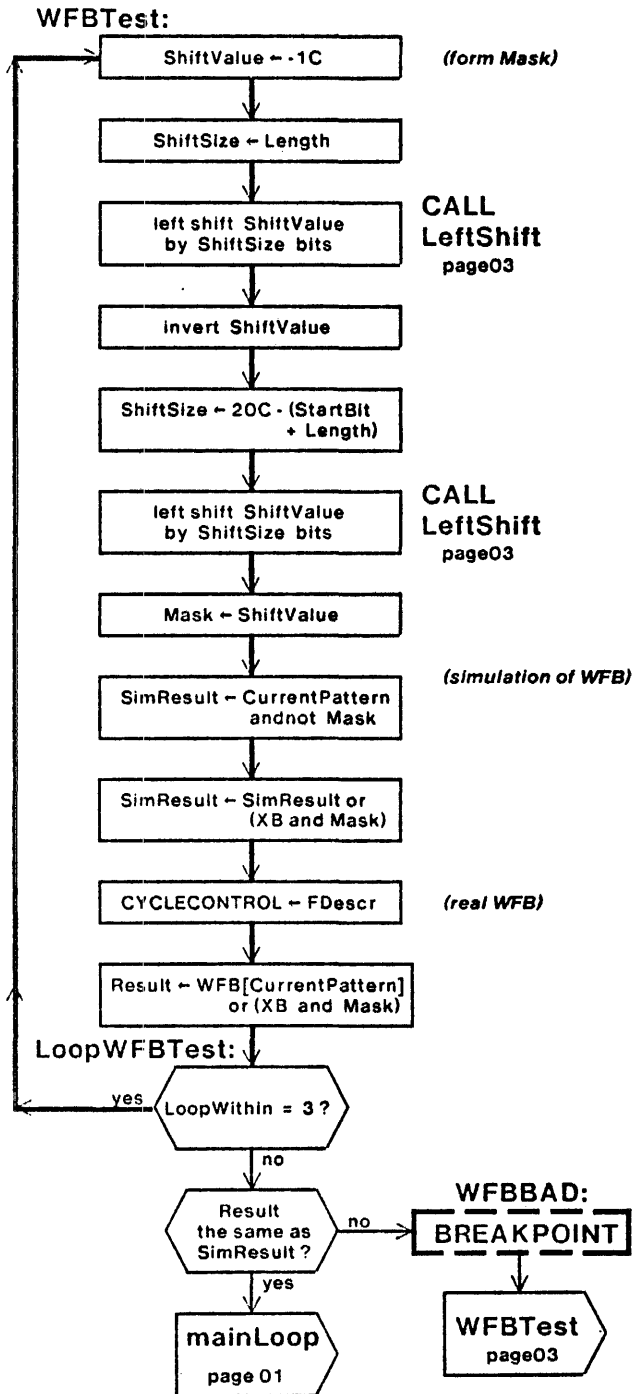 WFBTest:
ShiftValue ← -1C
(form Mask)
ShiftSize ← Length
left shift ShiftValue
by ShiftSize bits
CALL
LeftShift
page03
invert ShiftValue
ShiftSize ← 20C - (StartBit
+ Length)
left shift ShiftValue
by ShiftSize bits
CALL
LeftShift
page03
Mask ← ShiftValue
(simulation of WFB)
SimResult ← CurrentPattern
andnot Mask
SimResult ← SimResult or
(XB and Mask)
CYCLECONTROL ← FDescr
(real WFB)
Result ← WFB[CurrentPattern]
or (XB and Mask)
LoopWFBTest:
yes
LoopWithin = 3 ?
no
Result
the same as
SimResult ?
no
WFBBAD:
BREAKPOINT
yes
mainLoop
page 01
WFBTest
page03